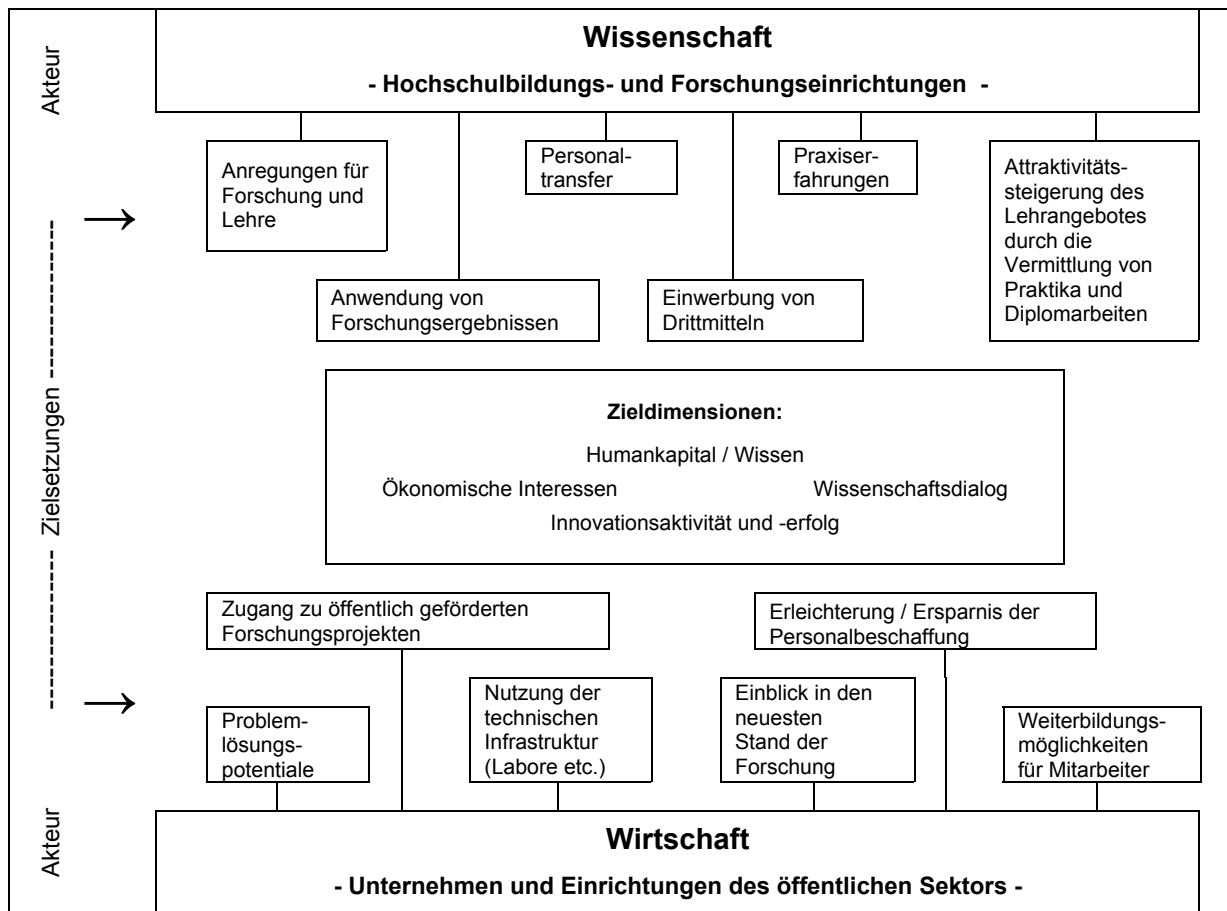 Akteur
Wissenschaft
- Hochschulbildungs- und Forschungseinrichtungen -
Zielsetzungen
Anregungen für
Forschung und
Lehre
Personal-
transfer
Praxiser-
fahrungen
Attraktivitäts-
steigerung des
Lehrangebotes
durch die
Vermittlung von
Praktika und
Diplomarbeiten
Anwendung von
Forschungsergebnissen
Einwerbung von
Drittmitteln
Zieldimensionen:
Humankapital / Wissen
Ökonomische Interessen Wissenschaftsdialog
Innovationsaktivität und -erfolg
Zugang zu öffentlich geförderten
Forschungsprojekten
Erleichterung / Ersparnis der
Personalbeschaffung
Problem-
lösungs-
potentiale
Nutzung der
technischen
Infrastruktur
(Labore etc.)
Einblick in den
neuesten
Stand der
Forschung
Weiterbildungs-
möglichkeiten
für Mitarbeiter
Akteur
Wirtschaft
- Unternehmen und Einrichtungen des öffentlichen Sektors -